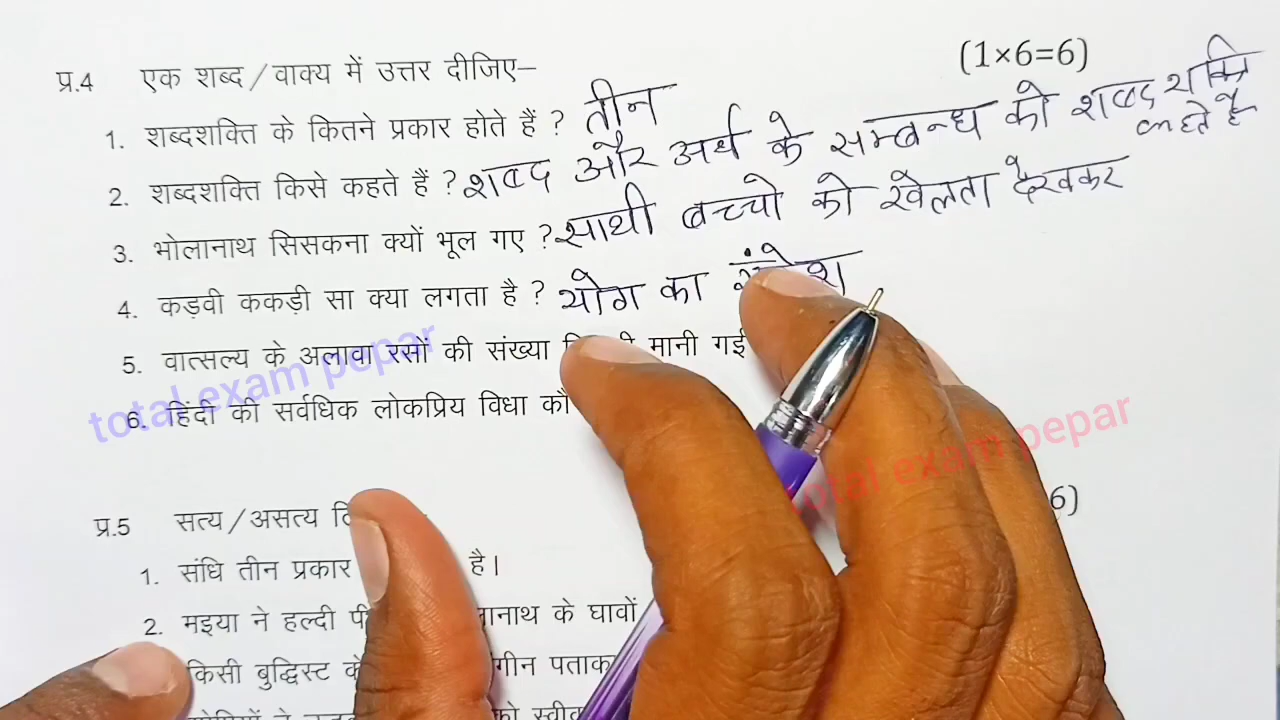 प्र.4 एक शब्द/वाक्य में उत्तर दीजिए– (1×6=6)
1. शब्दशक्ति के कितने प्रकार होते हैं ? तीन
2. शब्दशक्ति किसे कहते हैं ? शब्द और अर्थ के सम्बन्ध को शब्द शक्ति
कहते है
3. भोलानाथ सिसकना क्यों भूल गए ? साथी बच्चो को खेलता देखकर
4. कड़वी ककड़ी सा क्या लगता है ? योग का
5. वात्सल्य के अलावा रसों की संख्या मानी गई
6. हिंदी की सर्वधिक लोकप्रिय विधा
total exam pepar
total exam pepar
प्र.5 सत्य/असत्य 6)
1. संधि तीन प्रकार है।
2. मइया ने हल्दी के घावों
किसी बुद्धिस्ट